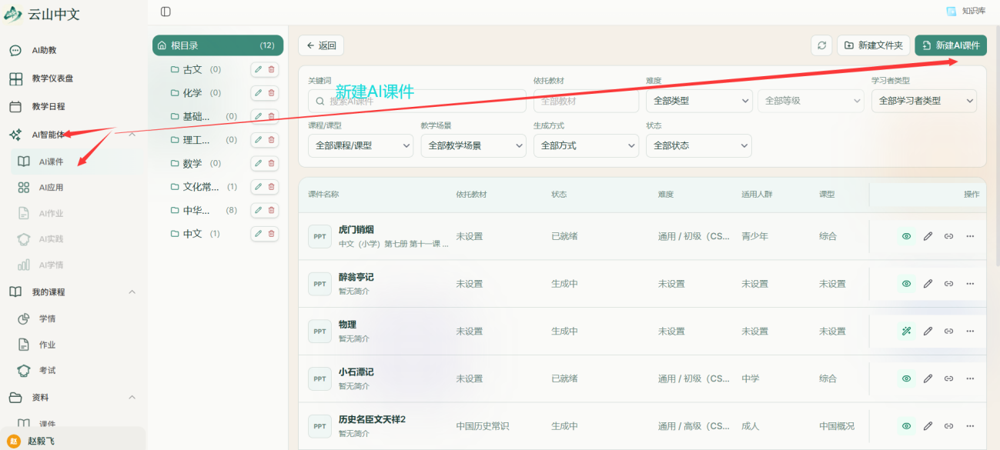 云山中文
知识库
AI助教
教学仪表盘
教学日程
AI智能体
AI课件
AI应用
AI作业
AI实践
AI学情
我的课程
学情
作业
考试
资料
课件
赵
赵毅飞
根目录 (12)
古文 (0)
化学 (0)
基础... (0)
理工... (0)
数学 (0)
文化常... (1)
中华... (8)
中文 (1)
返回
新建文件夹
新建AI课件
关键词
依托教材
难度
学习者类型
新建AI课件
搜索AI课件
全部教材
全部类型
全部等级
全部学习者类型
课程/课型
教学场景
生成方式
状态
全部课程/课型
全部教学场景
全部方式
全部状态
课件名称 依托教材 状态 难度 适用人群 课型 操作
PPT
虎门销烟
中文（小学）第七册 第十一课 ...
未设置 已就绪 通用 / 初级（CS... 青少年 综合
PPT
醉翁亭记
暂无简介
未设置 生成中 未设置 未设置 未设置
PPT
物理
暂无简介
未设置 生成中 未设置 未设置 未设置
PPT
小石潭记
暂无简介
未设置 已就绪 通用 / 初级（CS... 中学 综合
PPT
历史名臣文天祥2
暂无简介
中国历史常识 生成中 通用 / 高级（CS... 成人 中国概况